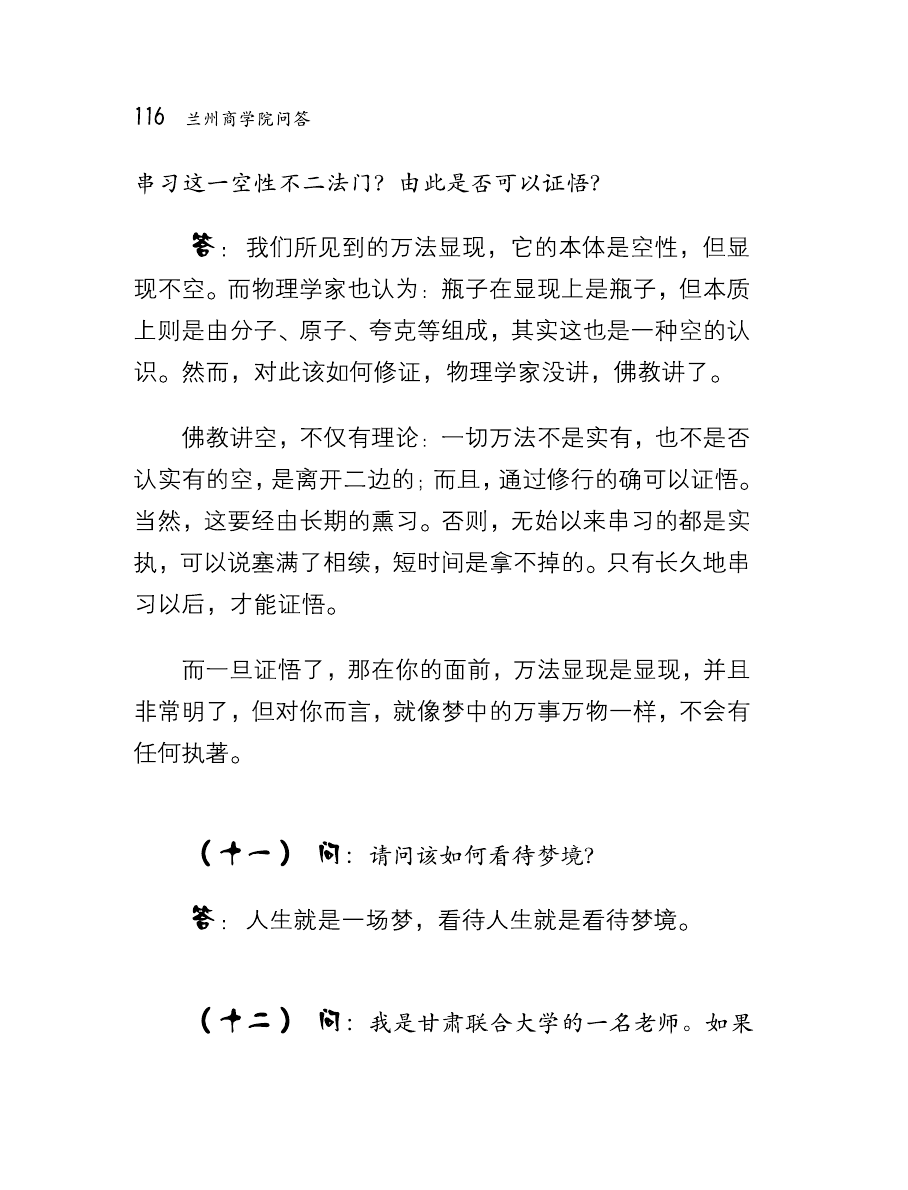 116 兰州商学院问答
串习这一空性不二法门？由此是否可以证悟？
答：我们所见到的万法显现，它的本体是空性，但显
现不空。而物理学家也认为：瓶子在显现上是瓶子，但本质
上则是由分子、原子、夸克等组成，其实这也是一种空的认
识。然而，对此该如何修证，物理学家没讲，佛教讲了。
佛教讲空，不仅有理论：一切万法不是实有，也不是否
认实有的空，是离开二边的；而且，通过修行的确可以证悟。
当然，这要经由长期的熏习。否则，无始以来串习的都是实
执，可以说塞满了相续，短时间是拿不掉的。只有长久地串
习以后，才能证悟。
而一旦证悟了，那在你的面前，万法显现是显现，并且
非常明了，但对你而言，就像梦中的万事万物一样，不会有
任何执著。
（十一） 问：请问该如何看待梦境？
答：人生就是一场梦，看待人生就是看待梦境。
（十二） 问：我是甘肃联合大学的一名老师。如果